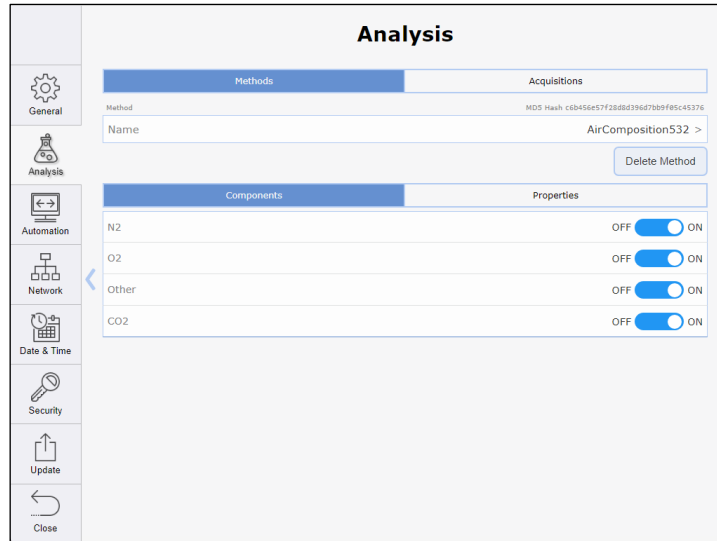 Analysis
General
Analysis
Automation
Network
Date & Time
Security
Update
Close
Methods Acquisitions
Method MD5 Hash c6b456e57f28d8d396d7bb9f05c45376
Name AirComposition532 >
Delete Method
Components Properties
N2 OFF ON
O2 OFF ON
Other OFF ON
CO2 OFF ON